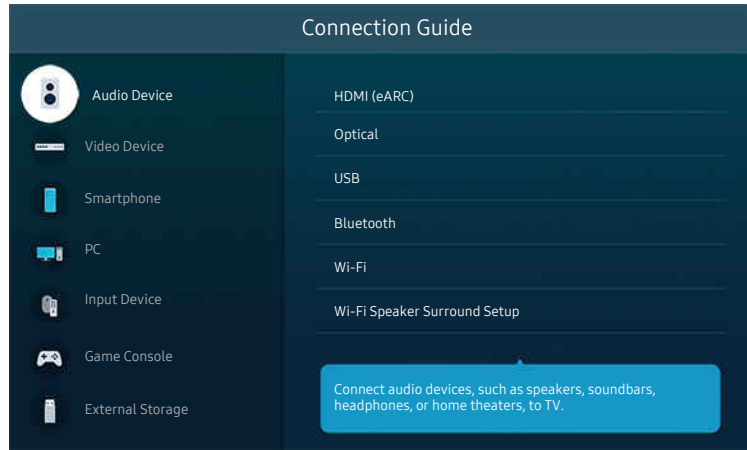 Connection Guide
Audio Device
Video Device
Smartphone
PC
Input Device
Game Console
External Storage
HDMI (eARC)
Optical
USB
Bluetooth
Wi-Fi
Wi-Fi Speaker Surround Setup
Connect audio devices, such as speakers, soundbars,
headphones, or home theaters, to TV.